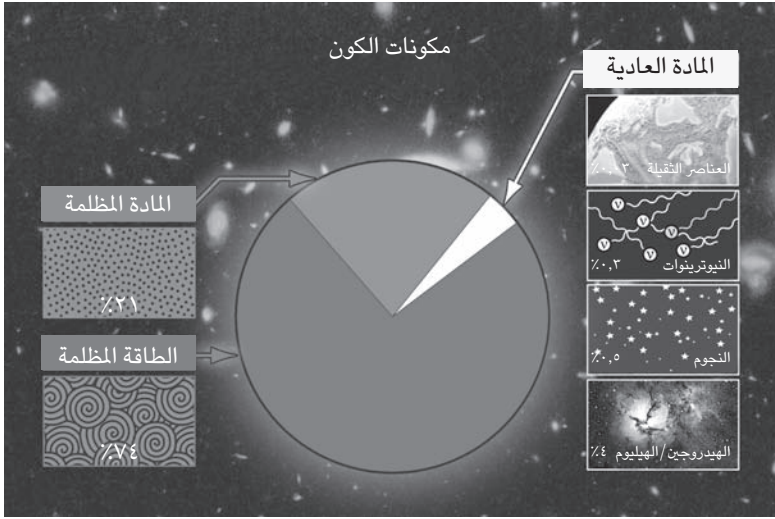 مكونات الكون
المادة العادية
العناصر الثقيلة ٠,٠٣٪
النيوترينوات ٠,٣٪
النجوم ٠,٥٪
الهيدروجين/الهيليوم ٤٪
المادة المظلمة
٢١٪
الطاقة المظلمة
٧٤٪